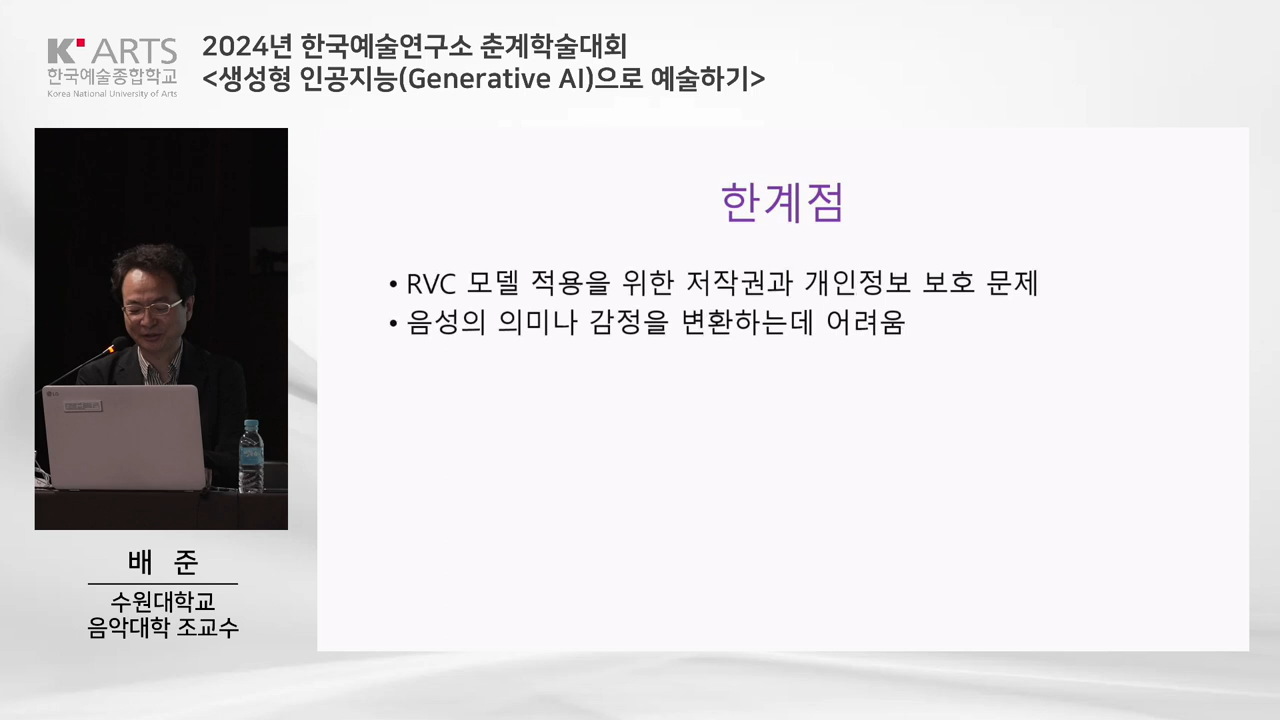 K ARTS
한국예술종합학교
Korea National University of Arts
2024년 한국예술연구소 춘계학술대회
<생성형 인공지능(Generative AI)으로 예술하기>
한계점
• RVC 모델 적용을 위한 저작권과 개인정보 보호 문제
• 음성의 의미나 감정을 변환하는데 어려움
LG
배 준
수원대학교
음악대학 조교수